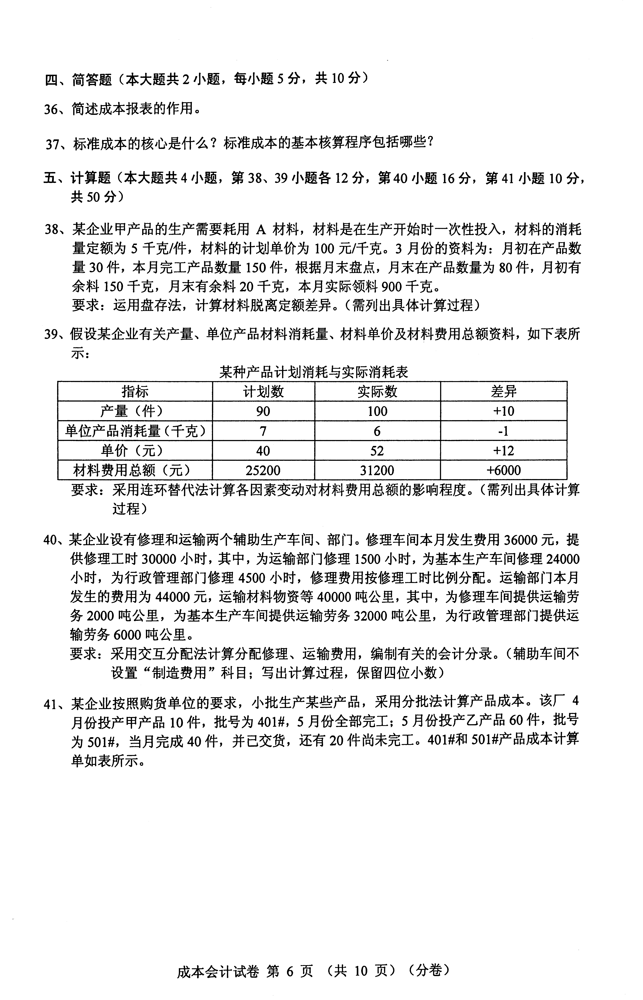 四、简答题（本大题共 2 小题，每小题 5 分，共 10 分）
36、简述成本报表的作用。
37、标准成本的核心是什么？标准成本的基本核算程序包括哪些？
五、计算题（本大题共 4 小题，第 38、39 小题各 12 分，第 40 小题 16 分，第 41 小题 10 分，
共 50 分）
38、某企业甲产品的生产需要耗用 A 材料，材料是在生产开始时一次性投入，材料的消耗
量定额为 5 千克/件，材料的计划单价为 100 元/千克。3 月份的资料为：月初在产品数
量 30 件，本月完工产品数量 150 件，根据月末盘点，月末在产品数量为 80 件，月初有
余料 150 千克，月末有余料 20 千克，本月实际领料 900 千克。
要求：运用盘存法，计算材料脱离定额差异。（需列出具体计算过程）
39、假设某企业有关产量、单位产品材料消耗量、材料单价及材料费用总额资料，如下表所
示：
某种产品计划消耗与实际消耗表
指标 计划数 实际数 差异
产量（件） 90 100 +10
单位产品消耗量（千克） 7 6 -1
单价（元） 40 52 +12
材料费用总额（元） 25200 31200 +6000
要求：采用连环替代法计算各因素变动对材料费用总额的影响程度。（需列出具体计算
过程）
40、某企业设有修理和运输两个辅助生产车间、部门。修理车间本月发生费用 36000 元，提
供修理工时 30000 小时，其中，为运输部门修理 1500 小时，为基本生产车间修理 24000
小时，为行政管理部门修理 4500 小时，修理费用按修理工时比例分配。运输部门本月
发生的费用为 44000 元，运输材料物资等 40000 吨公里，其中，为修理车间提供运输劳
务 2000 吨公里，为基本生产车间提供运输劳务 32000 吨公里，为行政管理部门提供运
输劳务 6000 吨公里。
要求：采用交互分配法计算分配修理、运输费用，编制有关的会计分录。（辅助车间不
设置“制造费用”科目；写出计算过程，保留四位小数）
41、某企业按照购货单位的要求，小批生产某些产品，采用分批法计算产品成本。该厂 4
月份投产甲产品 10 件，批号为 401#，5 月份全部完工；5 月份投产乙产品 60 件，批号
为 501#，当月完成 40 件，并已交货，还有 20 件尚未完工。401#和 501#产品成本计算
单如表所示。
成本会计试卷 第 6 页 （共 10 页）（分卷）